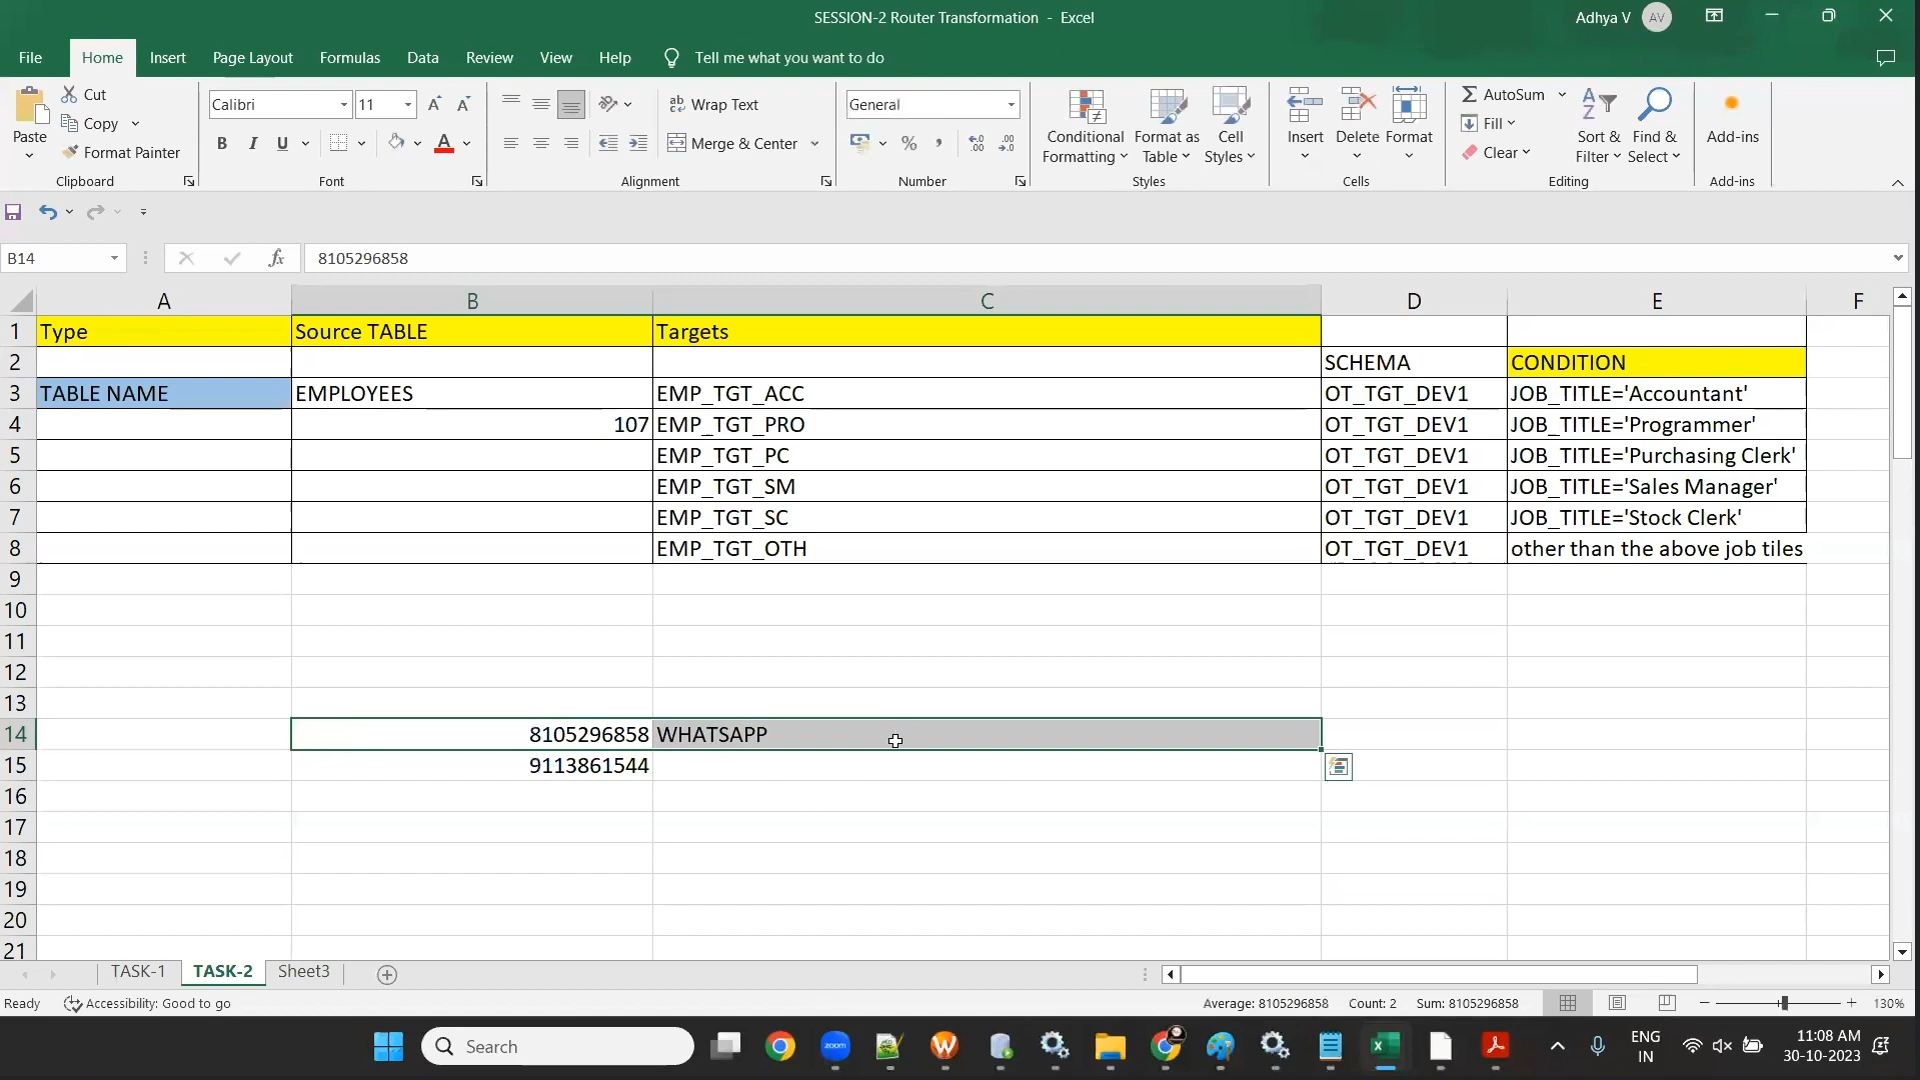 SESSION-2 Router Transformation - Excel
Adhya V
AV
File Home Insert Page Layout Formulas Data Review View Help Tell me what you want to do
Paste
Cut
Copy
Format Painter
Clipboard
Calibri 11
B I U
Font
Wrap Text
Merge & Center
Alignment
General
%
Number
Conditional Formatting
Format as Table
Cell Styles
Styles
Insert Delete Format
Cells
AutoSum
Fill
Clear
Sort & Filter
Find & Select
Editing
Add-ins
Add-ins
B14 fx 8105296858
A B C D E F
1 Type Source TABLE Targets
2 SCHEMA CONDITION
3 TABLE NAME EMPLOYEES EMP_TGT_ACC OT_TGT_DEV1 JOB_TITLE='Accountant'
4 107 EMP_TGT_PRO OT_TGT_DEV1 JOB_TITLE='Programmer'
5 EMP_TGT_PC OT_TGT_DEV1 JOB_TITLE='Purchasing Clerk'
6 EMP_TGT_SM OT_TGT_DEV1 JOB_TITLE='Sales Manager'
7 EMP_TGT_SC OT_TGT_DEV1 JOB_TITLE='Stock Clerk'
8 EMP_TGT_OTH OT_TGT_DEV1 other than the above job tiles
9
10
11
12
13
14 8105296858 WHATSAPP
15 9113861544
16
17
18
19
20
21
TASK-1 TASK-2 Sheet3
Ready Accessibility: Good to go Average: 8105296858 Count: 2 Sum: 8105296858 130%
Search
zoom
ENG
IN
11:08 AM
30-10-2023